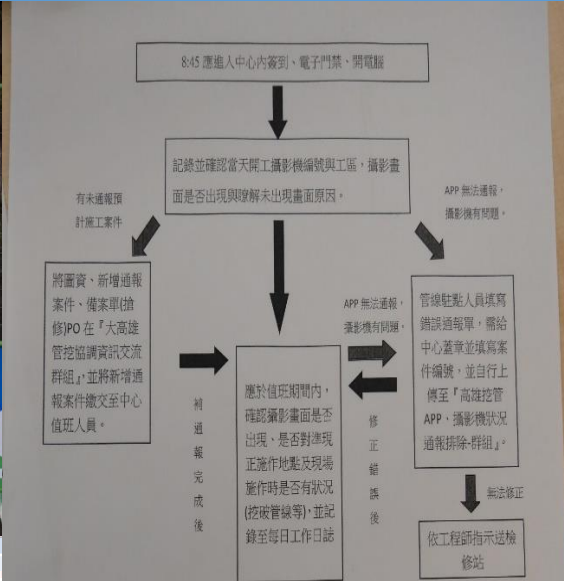 8:45 應進入中心內簽到、電子門禁、開電腦
記錄並確認當天開工攝影機編號與工區，攝影畫
面是否出現與瞭解未出現畫面原因。
有未通報預
計施工案件
APP 無法通報，
攝影機有問題。
將圖資、新增通報
案件、備案單(搶
修)PO 在『大高雄
管挖協調資訊交流
群組』，並將新增通
報案件繳交至中心
值班人員。
補通報完成後
應於值班期間內，
確認攝影畫面是否
出現、是否對準現
正施作地點及現場
施作時是否有狀況
(挖破管線等)，並記
錄至每日工作日誌
APP 無法通報，
攝影機有問題。
修正錯誤後
管線駐點人員填寫
錯誤通報單，需給
中心蓋章並填寫案
件編號，並自行上
傳至『高雄挖管
APP，攝影機狀況
通報排除-群組』。
無法修正
依工程師指示送檢
修站